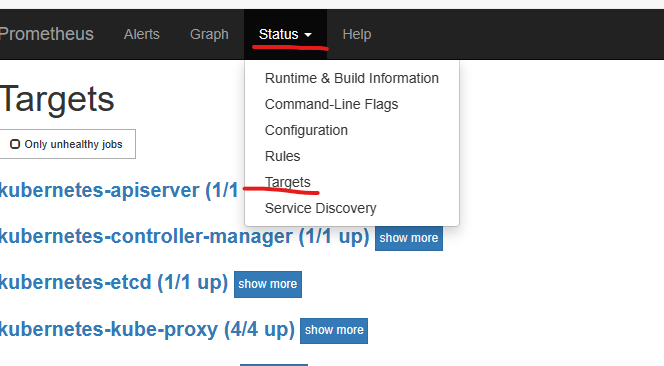 Prometheus Alerts Graph Status Help
Runtime & Build Information
Command-Line Flags
Configuration
Rules
Targets
Service Discovery
Targets
Only unhealthy jobs
kubernetes-apiserver (1/1
kubernetes-controller-manager (1/1 up) show more
kubernetes-etcd (1/1 up) show more
kubernetes-kube-proxy (4/4 up) show more